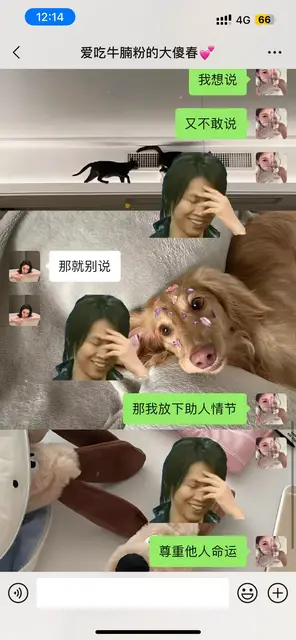 12:14
4G
66
爱吃牛腩粉的大傻春💕
我想说
又不敢说
那就别说
那我放下助人情节
尊重他人命运